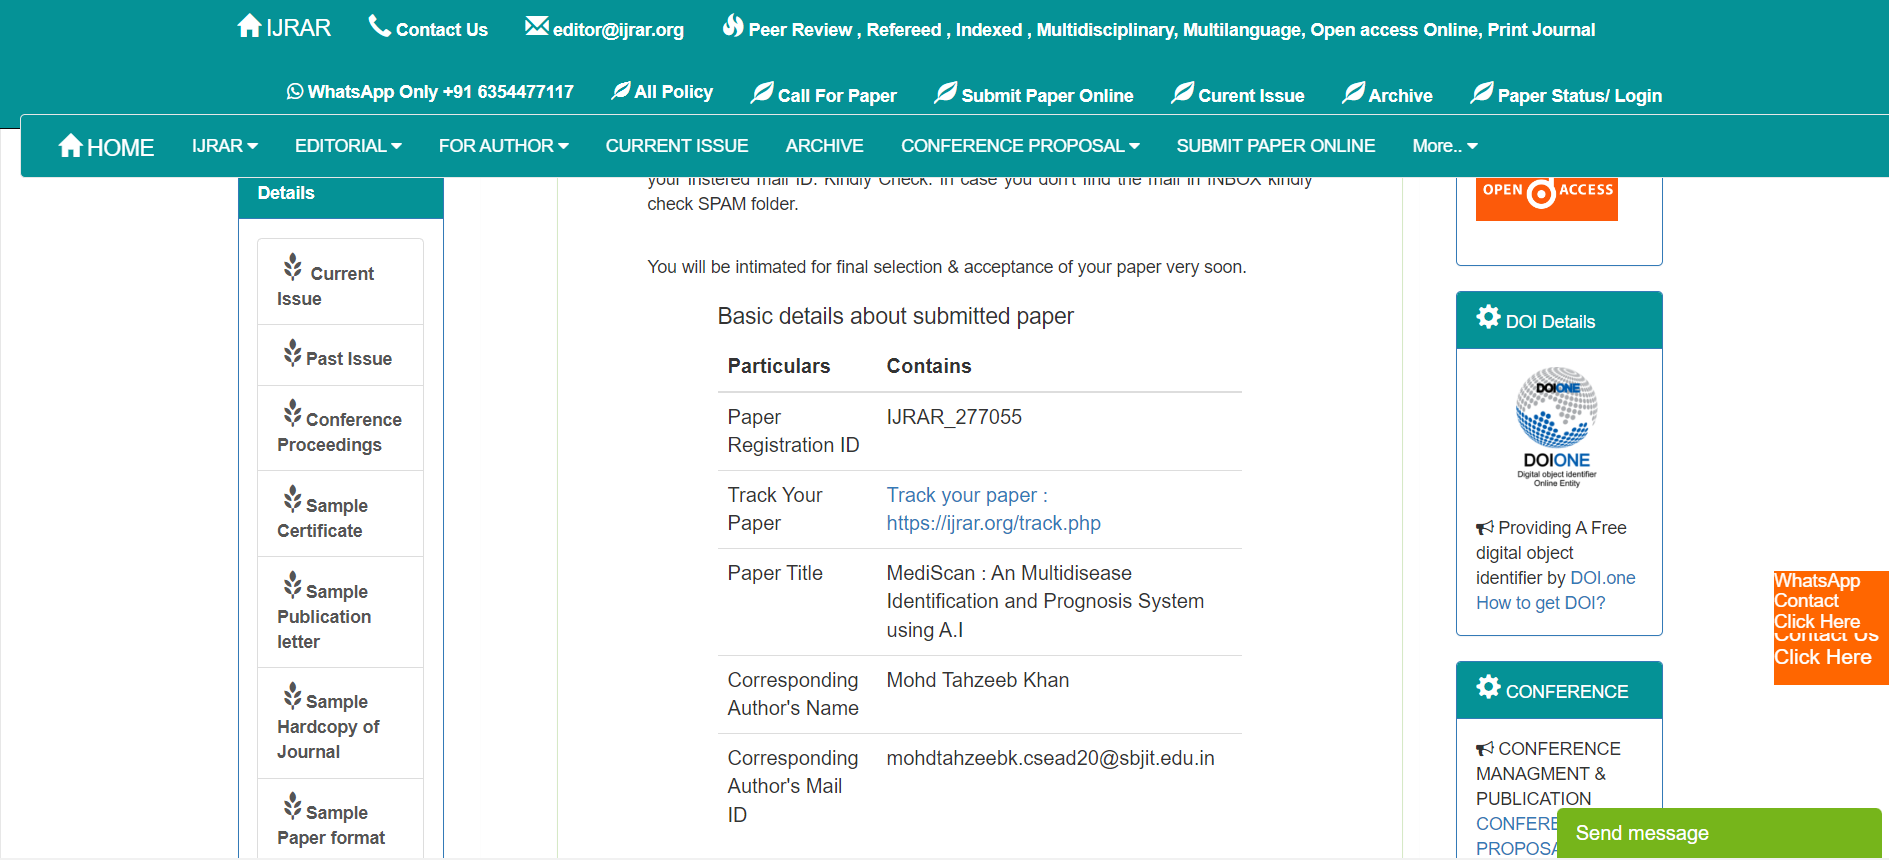 IJRAR
Contact Us
editor@ijrar.org
Peer Review , Refereed , Indexed , Multidisciplinary, Multilanguage, Open access Online, Print Journal
WhatsApp Only +91 6354477117
All Policy
Call For Paper
Submit Paper Online
Curent Issue
Archive
Paper Status/ Login
HOME
IJRAR
EDITORIAL
FOR AUTHOR
CURRENT ISSUE
ARCHIVE
CONFERENCE PROPOSAL
SUBMIT PAPER ONLINE
More..
Details
Current
Issue
Past Issue
Conference
Proceedings
Sample
Certificate
Sample
Publication
letter
Sample
Hardcopy of
Journal
Sample
Paper format
your instered mail ID. Kindly Check. In case you don't find the mail in INBOX kindly
check SPAM folder.
You will be intimated for final selection & acceptance of your paper very soon.
Basic details about submitted paper
Particulars Contains
Paper
Registration ID
IJRAR_277055
Track Your
Paper
Track your paper :
https://ijrar.org/track.php
Paper Title
MediScan : An Multidisease
Identification and Prognosis System
using A.I
Corresponding
Author's Name
Mohd Tahzeeb Khan
Corresponding
Author's Mail
ID
mohdtahzeebk.csead20@sbjit.edu.in
OPEN ACCESS
DOI Details
DOIONE
DOIONE
Digital object identifier
Online Entity
Providing A Free
digital object
identifier by DOI.one
How to get DOI?
CONFERENCE
CONFERENCE
MANAGMENT &
PUBLICATION
CONFERE
PROPOSA
WhatsApp
Contact
Click Here
Contact Us
Click Here
Send message